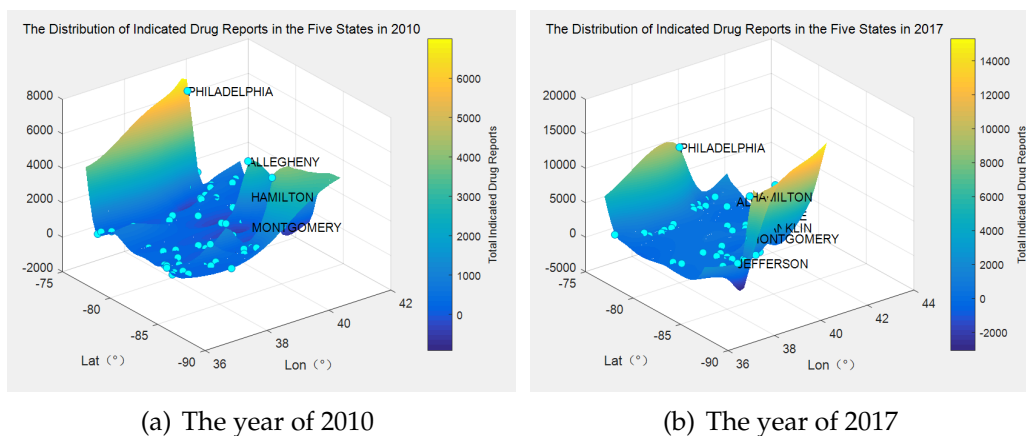 The Distribution of Indicated Drug Reports in the Five States in 2010
8000
6000
4000
2000
0
-2000
-75
-80
-85
-90
36
38
40
42
Lat (°)
Lon (°)
PHILADELPHIA
ALLEGHENY
HAMILTON
MONTGOMERY
6000
5000
4000
3000
2000
1000
0
Total Indicated Drug Reports
(a) The year of 2010
The Distribution of Indicated Drug Reports in the Five States in 2017
20000
15000
10000
5000
0
-5000
-75
-80
-85
-90
36
38
40
42
44
Lat (°)
Lon (°)
PHILADELPHIA
HAMILTON
KLIN
ONTGOMERY
JEFFERSON
14000
12000
10000
8000
6000
4000
2000
0
-2000
Total Indicated Drug Reports
(b) The year of 2017